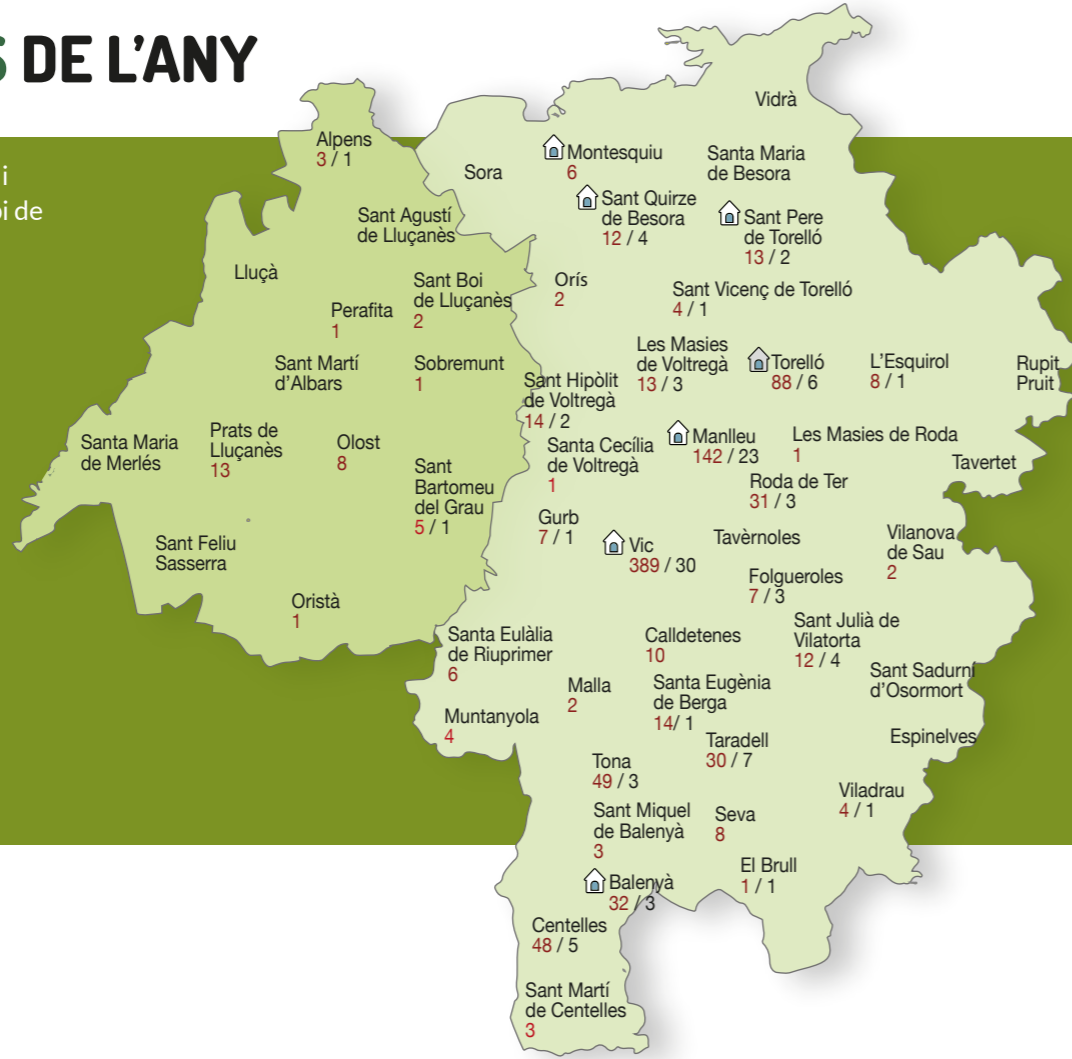 S DE L'ANY
i
oi de
Vidrà
Alpens
3 / 1
Montesquiu
6
Santa Maria
de Besora
Sora
Sant Quirze
de Besora
12 / 4
Sant Pere
de Torelló
13 / 2
Sant Agustí
de Lluçanès
Lluçà
Sant Boi
de Lluçanès
2
Orís
2
Sant Vicenç de Torelló
4 / 1
Perafita
1
Les Masies
de Voltregà
13 / 3
Torelló
88 / 6
L'Esquirol
8 / 1
Rupit
Pruit
Sant Martí
d'Albars
Sobremunt
1
Sant Hipòlit
de Voltregà
14 / 2
Santa Maria
de Merlés
Prats de
Lluçanès
13
Olost
8
Manlleu
142 / 23
Les Masies de Roda
1
Santa Cecília
de Voltregà
1
Tavertet
Sant
Bartomeu
del Grau
5 / 1
Roda de Ter
31 / 3
Gurb
7 / 1
Vic
389 / 30
Tavèrnoles
Vilanova
de Sau
2
Sant Feliu
Sasserra
Folgueroles
7 / 3
Oristà
1
Santa Eulàlia
de Riuprimer
6
Calldetenes
10
Sant Julià de
Vilatorta
12 / 4
Sant Sadurní
d'Osormort
Malla
2
Santa Eugènia
de Berga
14/ 1
Muntanyola
4
Taradell
30 / 7
Espinelves
Tona
49 / 3
Viladrau
4 / 1
Sant Miquel
de Balenyà
3
Seva
8
El Brull
1 / 1
Balenyà
32 / 3
Centelles
48 / 5
Sant Martí
de Centelles
3